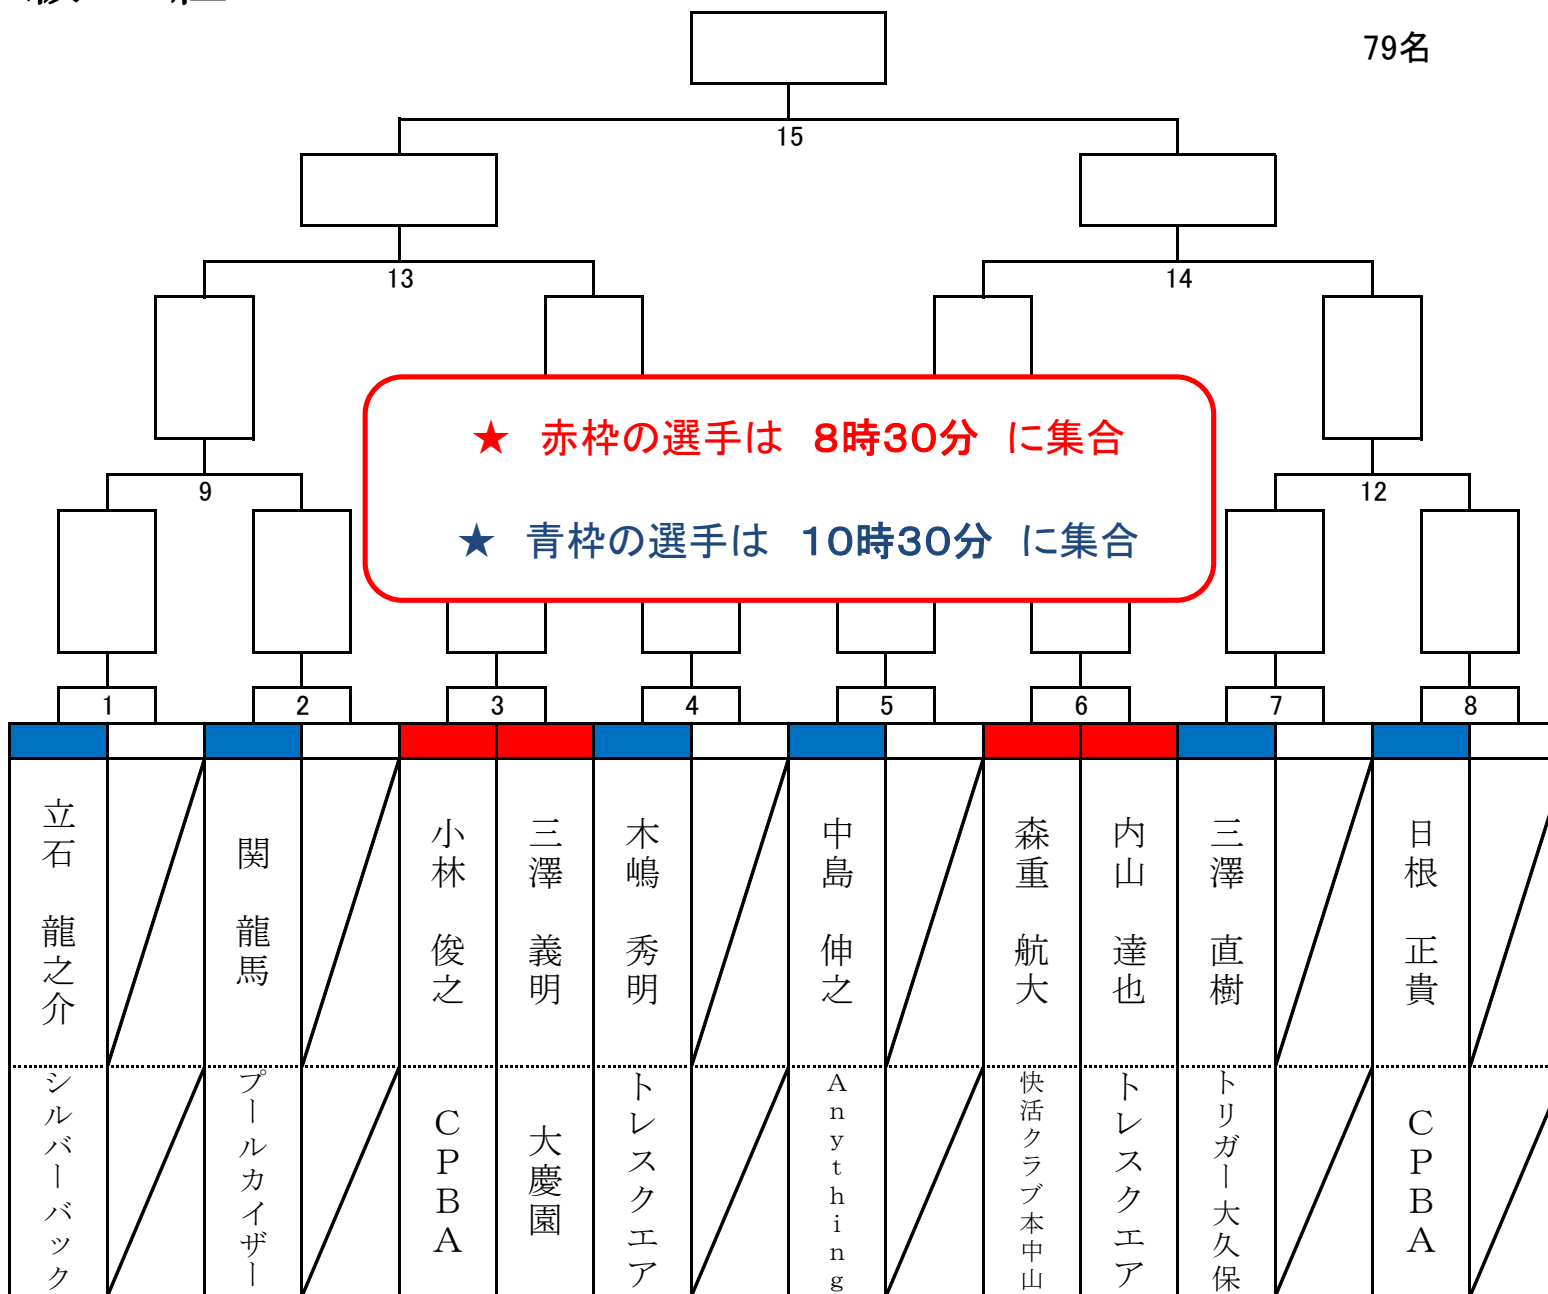 79名
15
13
14
★ 赤枠の選手は 8時30分 に集合
★ 青枠の選手は 10時30分 に集合
9
12
1
2
3
4
5
6
7
8
立石 龍之介
関 龍馬
小林 俊之
三澤 義明
木嶋 秀明
中島 伸之
森重 航大
内山 達也
三澤 直樹
日根 正貴
シルバーバック
プールカイザー
CPBA
大慶園
トレスクエア
Anything
快活クラブ本中山
トレスクエア
トリガー大久保
CPBA